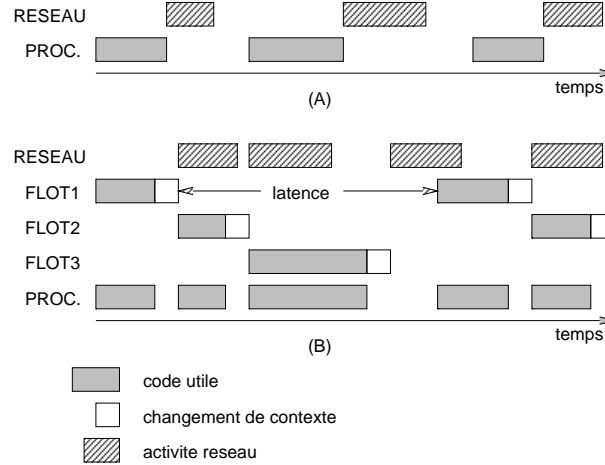 RESEAU
PROC.
temps
(A)
RESEAU
FLOT1
latence
FLOT2
FLOT3
PROC.
temps
(B)
code utile
changement de contexte
activite reseau